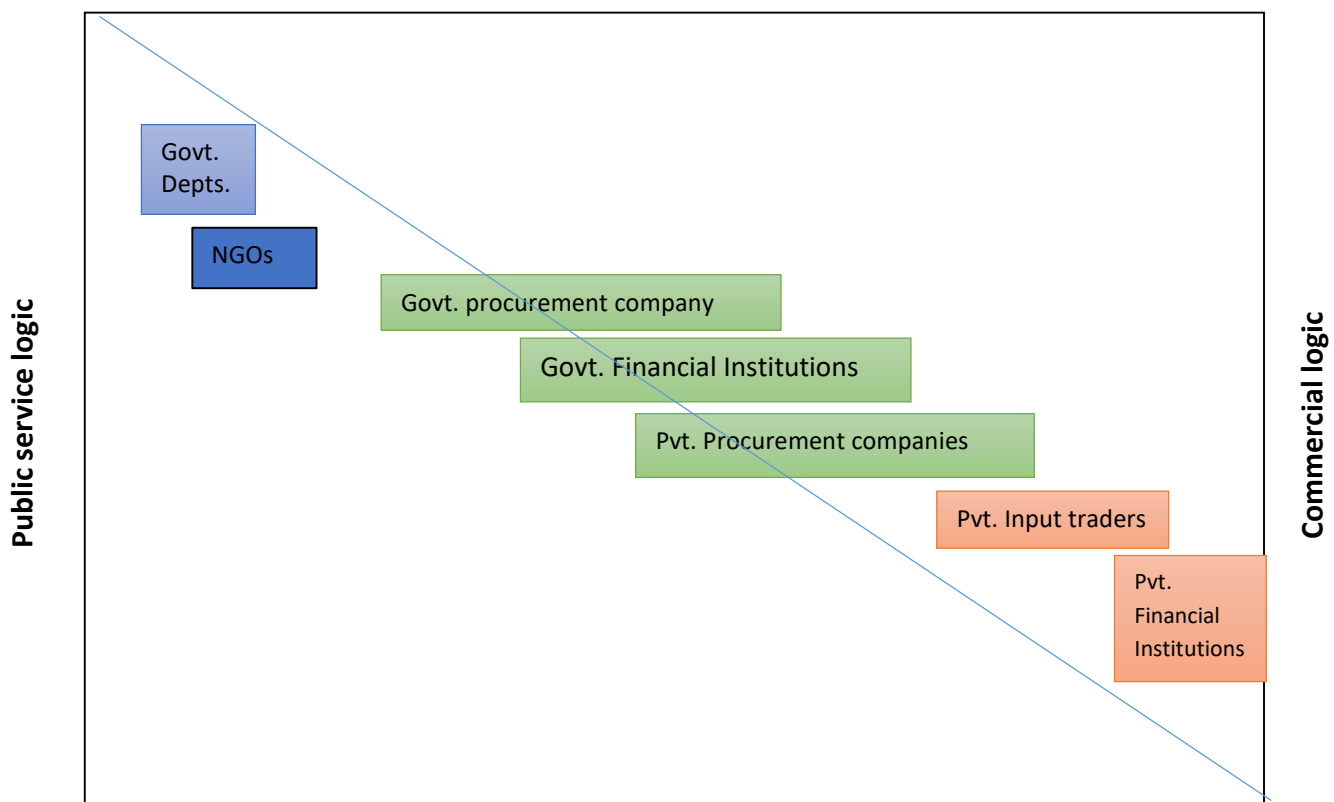 Public service logic
Govt.
Depts.
NGOs
Govt. procurement company
Govt. Financial Institutions
Pvt. Procurement companies
Pvt. Input traders
Pvt.
Financial
Institutions
Commercial logic